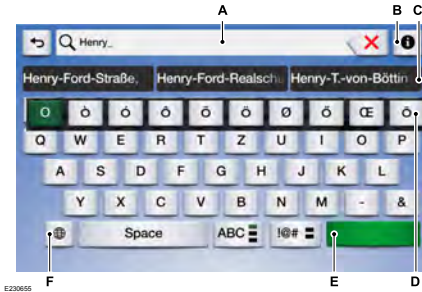 A B C
Henry_
Henry-Ford-Straße, Henry-Ford-Realschu Henry-T.-von-Böttin
O ò ó ô õ ö Ø ő Œ ō
Q W E R T Z U I O P
A S D F G H J K L
Y X C V B N M - &
Space ABC !@#
F E D
E230655